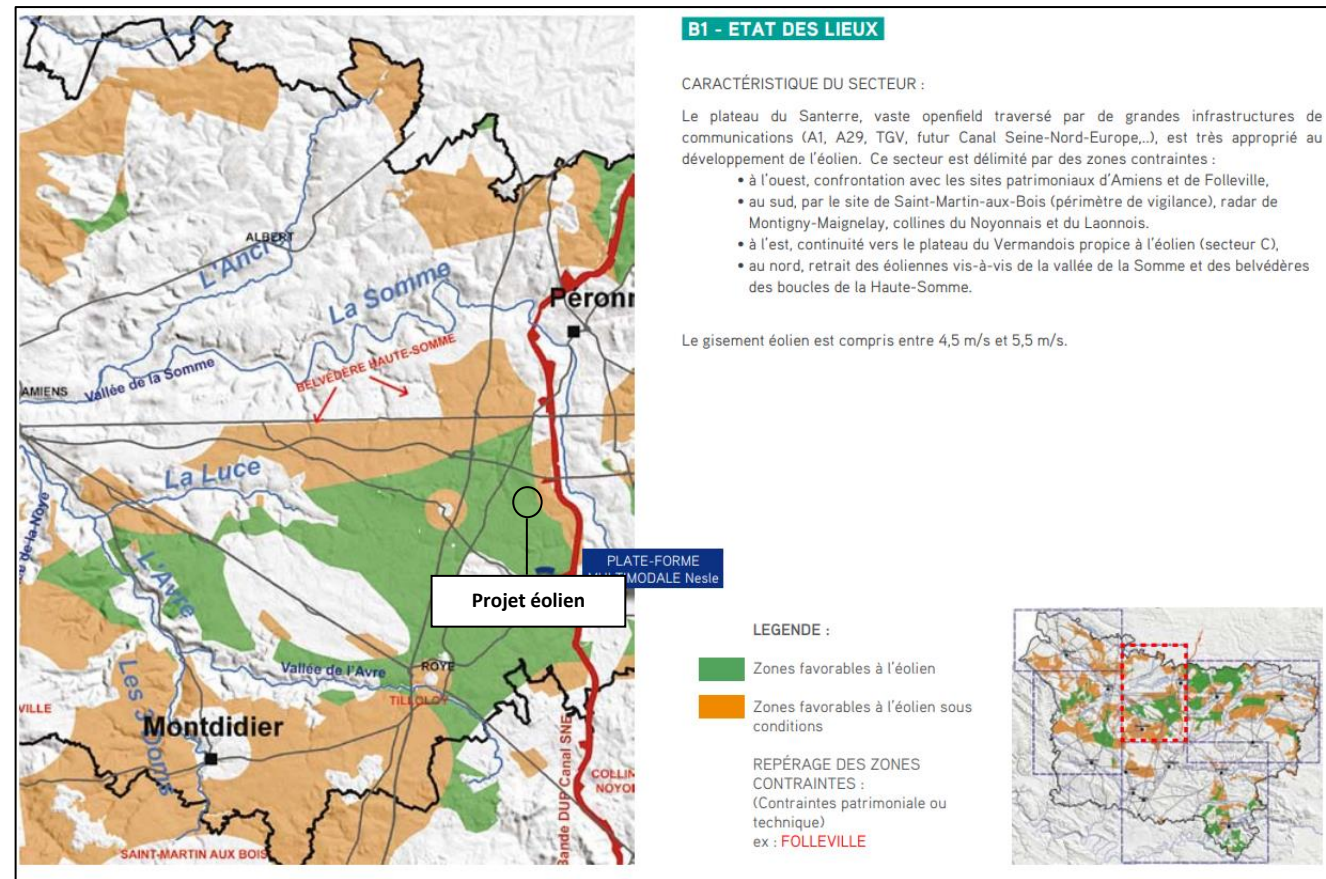 B1 - ETAT DES LIEUX
CARACTÉRISTIQUE DU SECTEUR :
Le plateau du Santerre, vaste openfield traversé par de grandes infrastructures de
communications (A1, A29, TGV, futur Canal Seine-Nord-Europe,..), est très approprié au
développement de l'éolien. Ce secteur est délimité par des zones contraintes :
• à l'ouest, confrontation avec les sites patrimoniaux d'Amiens et de Folleville,
• au sud, par le site de Saint-Martin-aux-Bois (périmètre de vigilance), radar de
Montigny-Maignelay, collines du Noyonnais et du Laonnois.
• à l'est, continuité vers le plateau du Vermandois propice à l'éolien (secteur C),
• au nord, retrait des éoliennes vis-à-vis de la vallée de la Somme et des belvédères
des boucles de la Haute-Somme.
Le gisement éolien est compris entre 4,5 m/s et 5,5 m/s.
ALBERT
L'Ancr
La Somme
Péronn
BELVÉDÈRE HAUTE-SOMME
Vallée de la Somme
AMIENS
La Luce
de la Noye
L'Avre
PLATE-FORME
MULTIMODALE Nesle
Projet éolien
Vallée de l'Avre
ROYE
TILLOLOY
VILLE
Les 3 Doms
Montdidier
Bande DUP Canal SNE
COLLIN
NOYO
SAINT-MARTIN AUX BOIS
LEGENDE :
Zones favorables à l'éolien
Zones favorables à l'éolien sous
conditions
REPÉRAGE DES ZONES
CONTRAINTES :
(Contraintes patrimoniale ou
technique)
ex : FOLLEVILLE